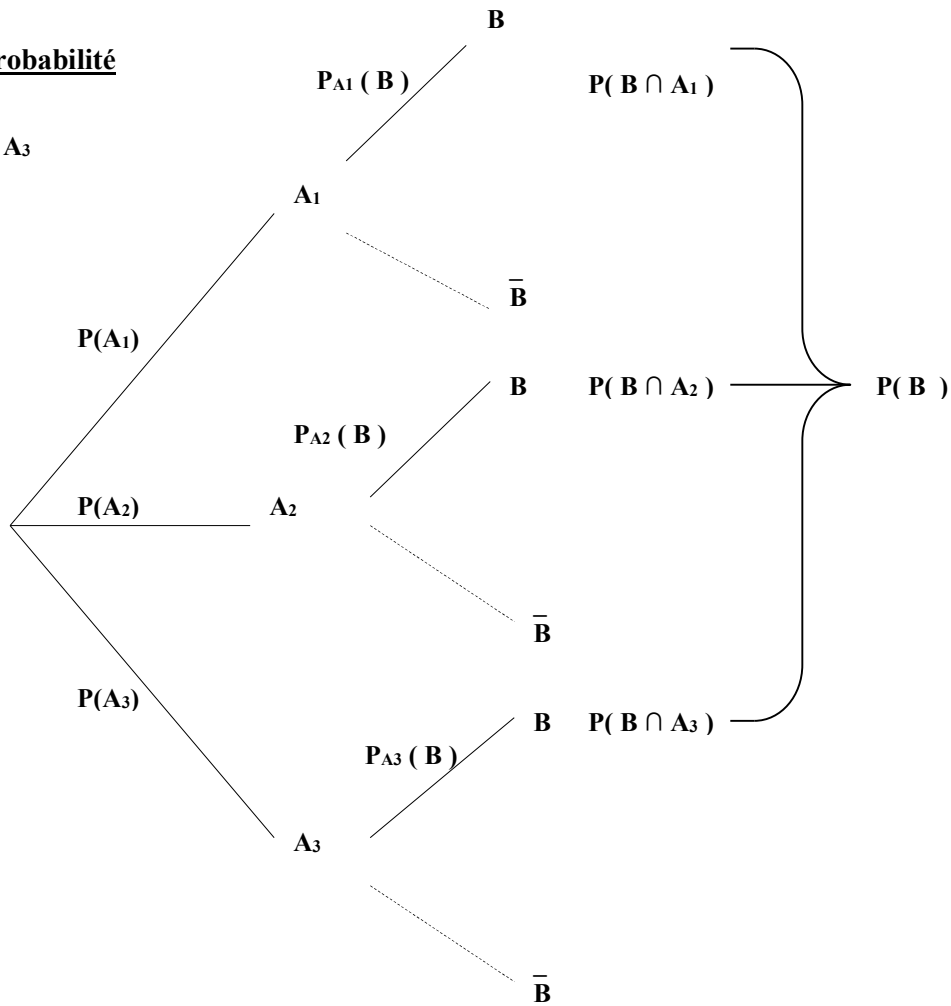 B
robabilité
P_A1 ( B ) P( B ∩ A₁ )
A₃
A₁
B̅
P(A₁)
B P( B ∩ A₂ ) P( B )
P_A2 ( B )
P(A₂) A₂
B̅
P(A₃)
B P( B ∩ A₃ )
P_A3 ( B )
A₃
B̅